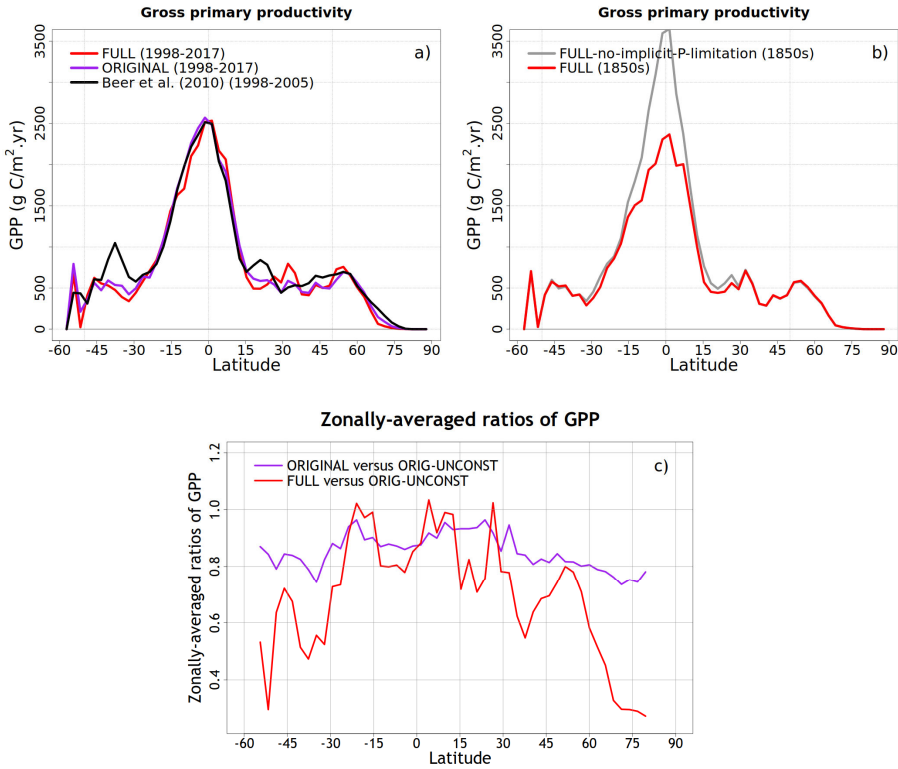 Gross primary productivity
FULL (1998-2017)
ORIGINAL (1998-2017)
Beer et al. (2010) (1998-2005)
a)
GPP (g C/m².yr)
3500
2500
1500
500
0
-60 -45 -30 -15 0 15 30 45 60 75 90
Latitude
Gross primary productivity
FULL-no-implicit-P-limitation (1850s)
FULL (1850s)
b)
GPP (g C/m².yr)
3500
2500
1500
500
0
-60 -45 -30 -15 0 15 30 45 60 75 90
Latitude
Zonally-averaged ratios of GPP
ORIGINAL versus ORIG-UNCONST
FULL versus ORIG-UNCONST
c)
Zonally-averaged ratios of GPP
1.2
1.0
0.8
0.6
0.4
-60 -45 -30 -15 0 15 30 45 60 75 90
Latitude